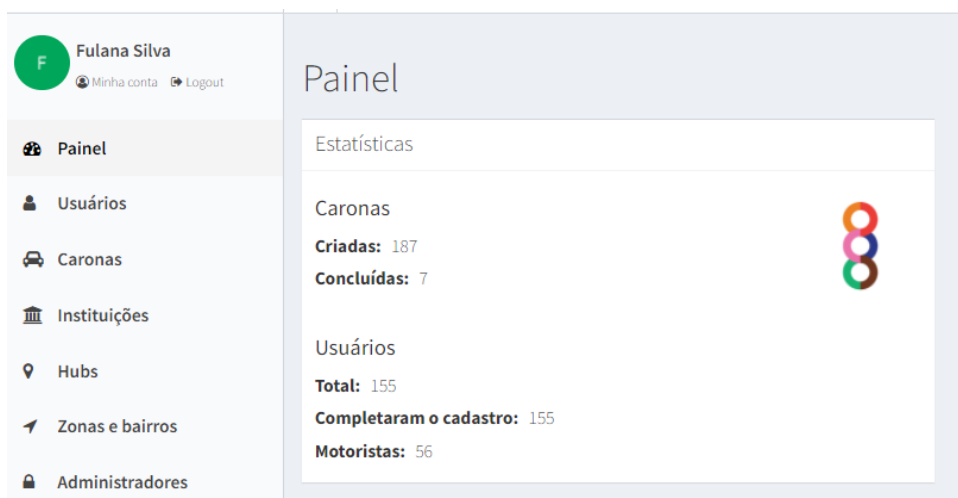 F
Fulana Silva
Minha conta Logout
Painel
Usuários
Caronas
Instituições
Hubs
Zonas e bairros
Administradores
Painel
Estatísticas
Caronas
Criadas: 187
Concluídas: 7
Usuários
Total: 155
Completaram o cadastro: 155
Motoristas: 56